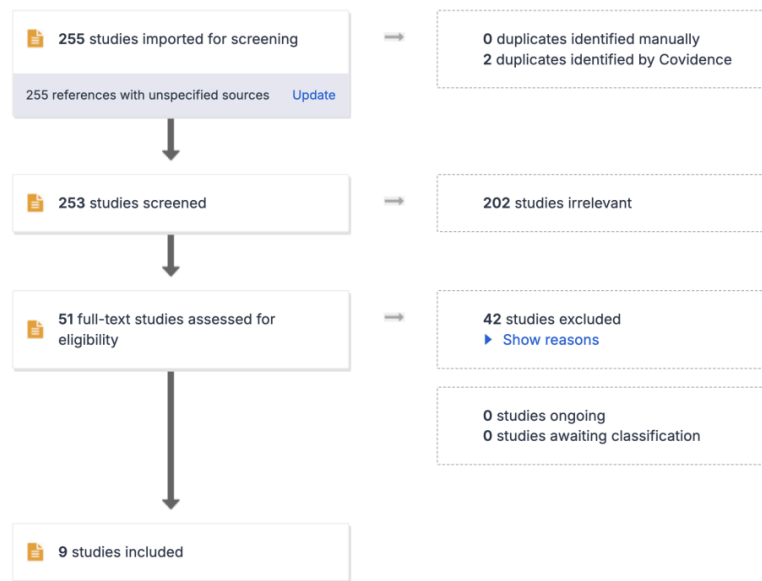 255 studies imported for screening
0 duplicates identified manually
2 duplicates identified by Covidence
255 references with unspecified sources Update
253 studies screened
202 studies irrelevant
51 full-text studies assessed for
eligibility
42 studies excluded
Show reasons
0 studies ongoing
0 studies awaiting classification
9 studies included